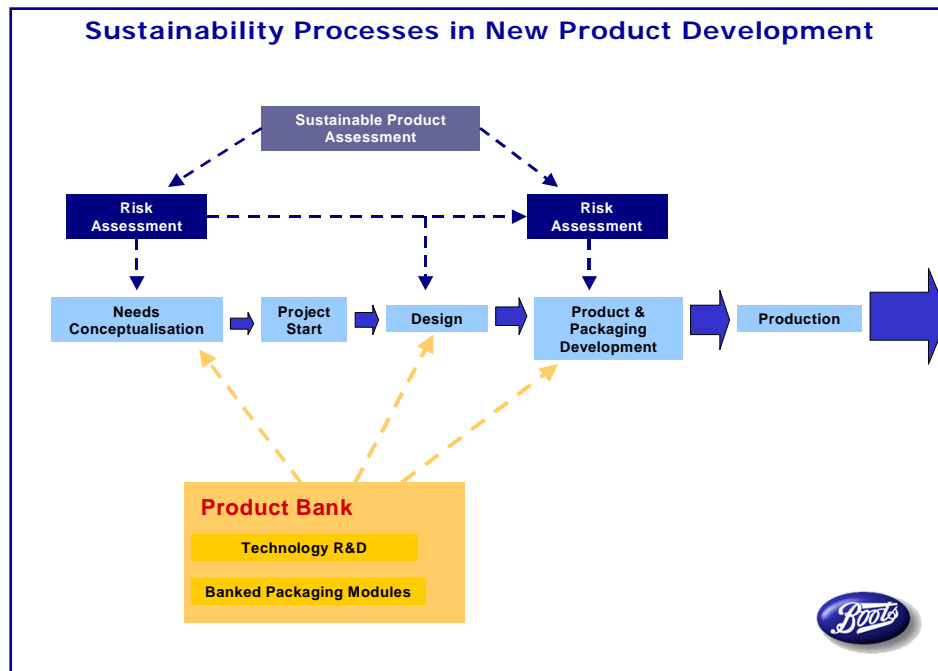 Sustainability Processes in New Product Development
Sustainable Product
Assessment
Risk
Assessment
Risk
Assessment
Needs
Conceptualisation
Project
Start
Design
Product &
Packaging
Development
Production
Product Bank
Technology R&D
Banked Packaging Modules
Boots